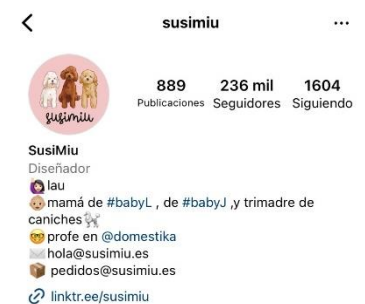 susimiu
889 236 mil 1604
Publicaciones Seguidores Siguiendo
susimiu
SusiMiu
Diseñador
lau
mamá de #babyL , de #babyJ ,y trimadre de
caniches
profe en @domestika
hola@susimiu.es
pedidos@susimiu.es
linktr.ee/susimiu